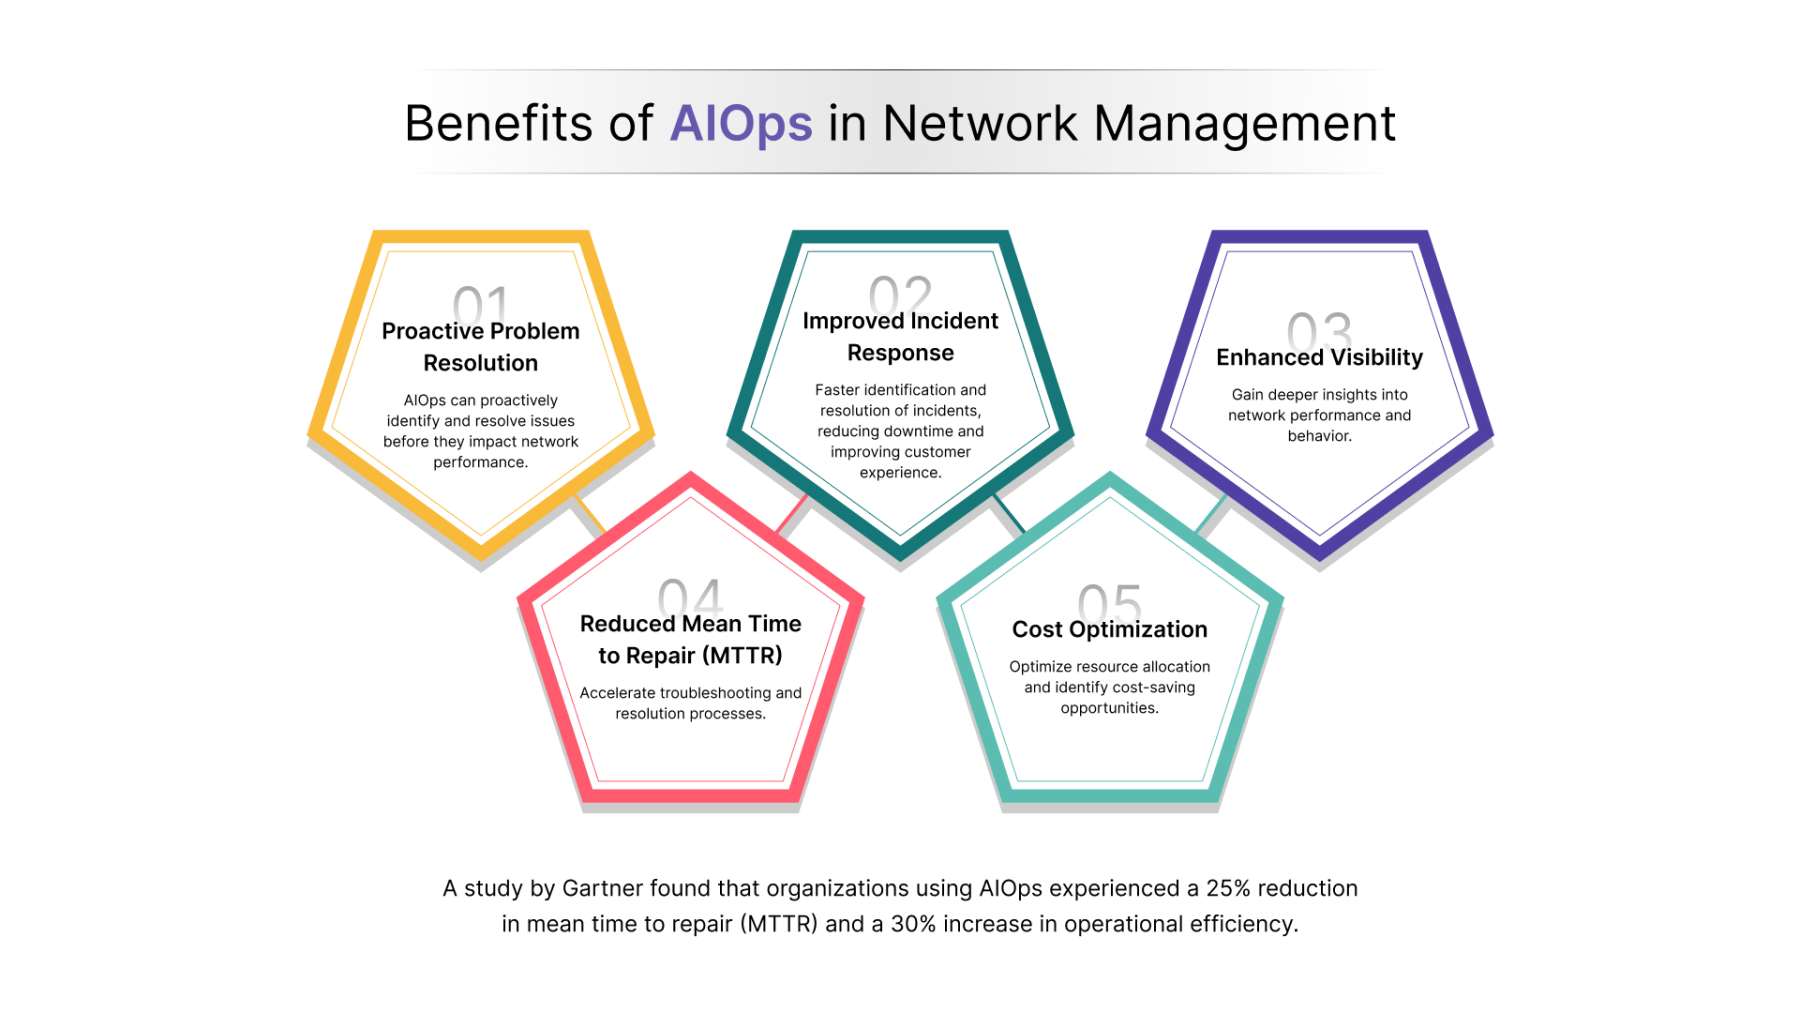 Benefits of AIOps in Network Management
01
Proactive Problem
Resolution
AIOps can proactively
identify and resolve issues
before they impact network
performance.
02
Improved Incident
Response
Faster identification and
resolution of incidents,
reducing downtime and
improving customer
experience.
03
Enhanced Visibility
Gain deeper insights into
network performance and
behavior.
04
Reduced Mean Time
to Repair (MTTR)
Accelerate troubleshooting and
resolution processes.
05
Cost Optimization
Optimize resource allocation
and identify cost-saving
opportunities.
A study by Gartner found that organizations using AIOps experienced a 25% reduction
in mean time to repair (MTTR) and a 30% increase in operational efficiency.